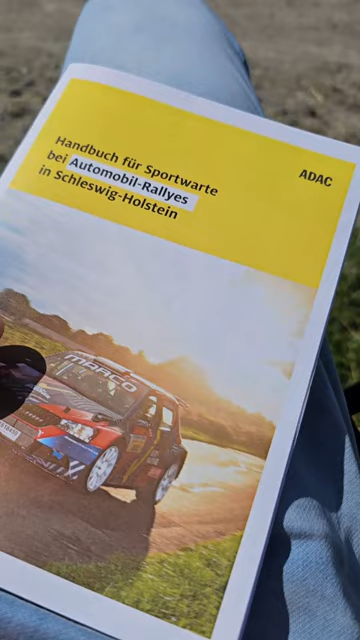 Handbuch für Sportwarte
bei Automobil-Rallyes
in Schleswig-Holstein
ADAC
MARCO